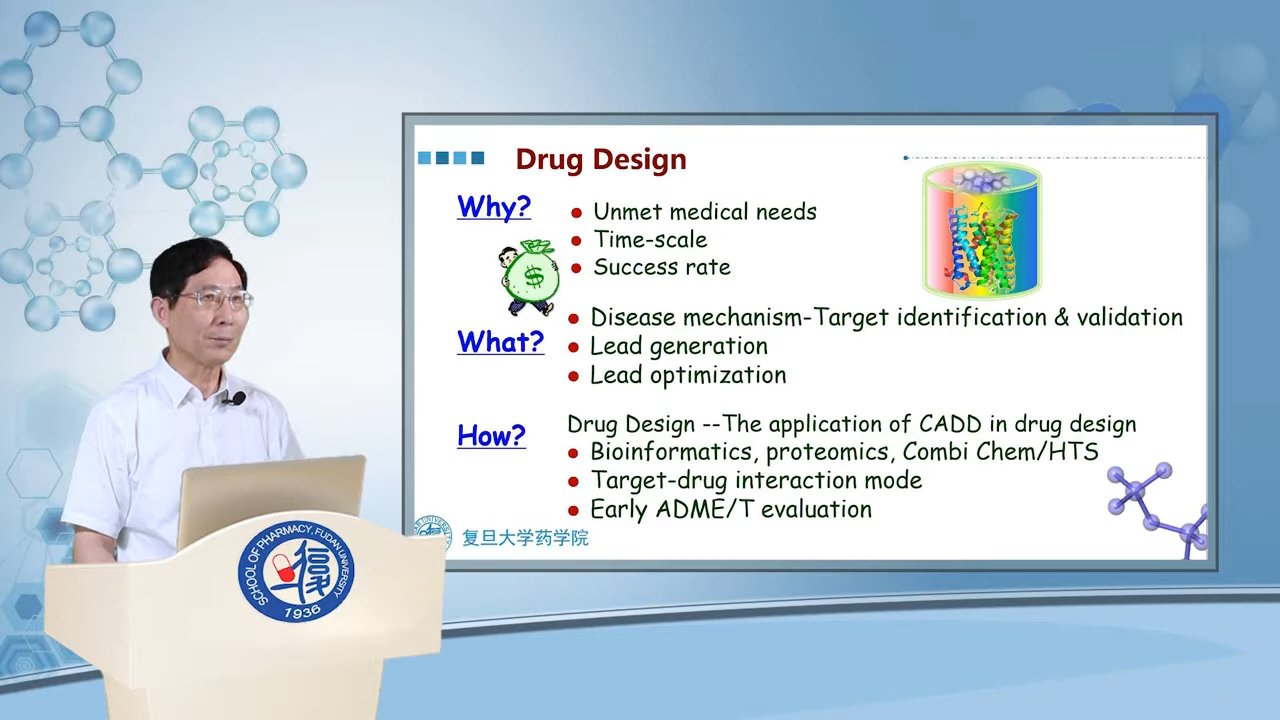 Drug Design
Why?
Unmet medical needs
Time-scale
Success rate
$
What?
Disease mechanism-Target identification & validation
Lead generation
Lead optimization
How?
Drug Design --The application of CADD in drug design
Bioinformatics, proteomics, Combi Chem/HTS
Target-drug interaction mode
Early ADME/T evaluation
复旦大学药学院
SCHOOL OF PHARMACY, FUDAN UNIVERSITY
1936